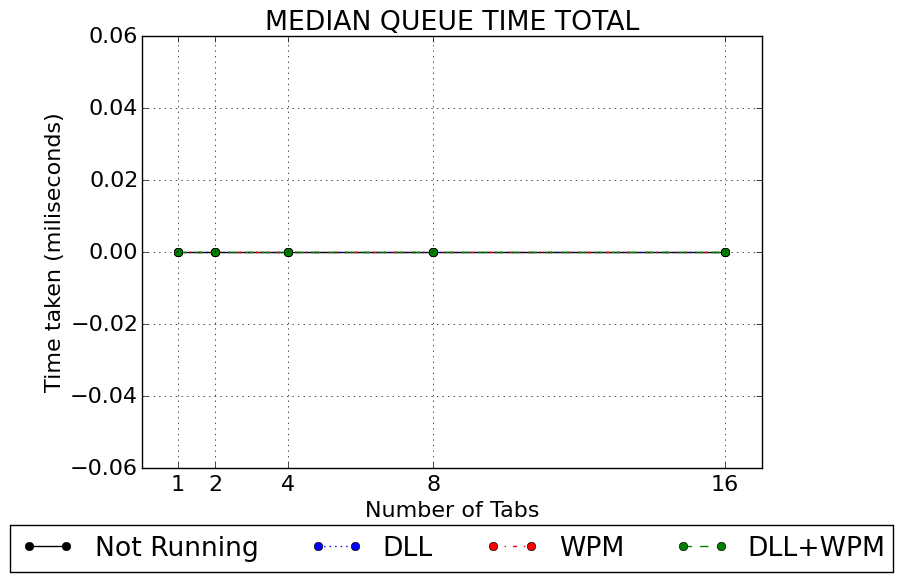 MEDIAN QUEUE TIME TOTAL
Time taken (miliseconds)
0.06
0.04
0.02
0.00
−0.02
−0.04
−0.06
1 2 4 8 16
Number of Tabs
Not Running DLL WPM DLL+WPM